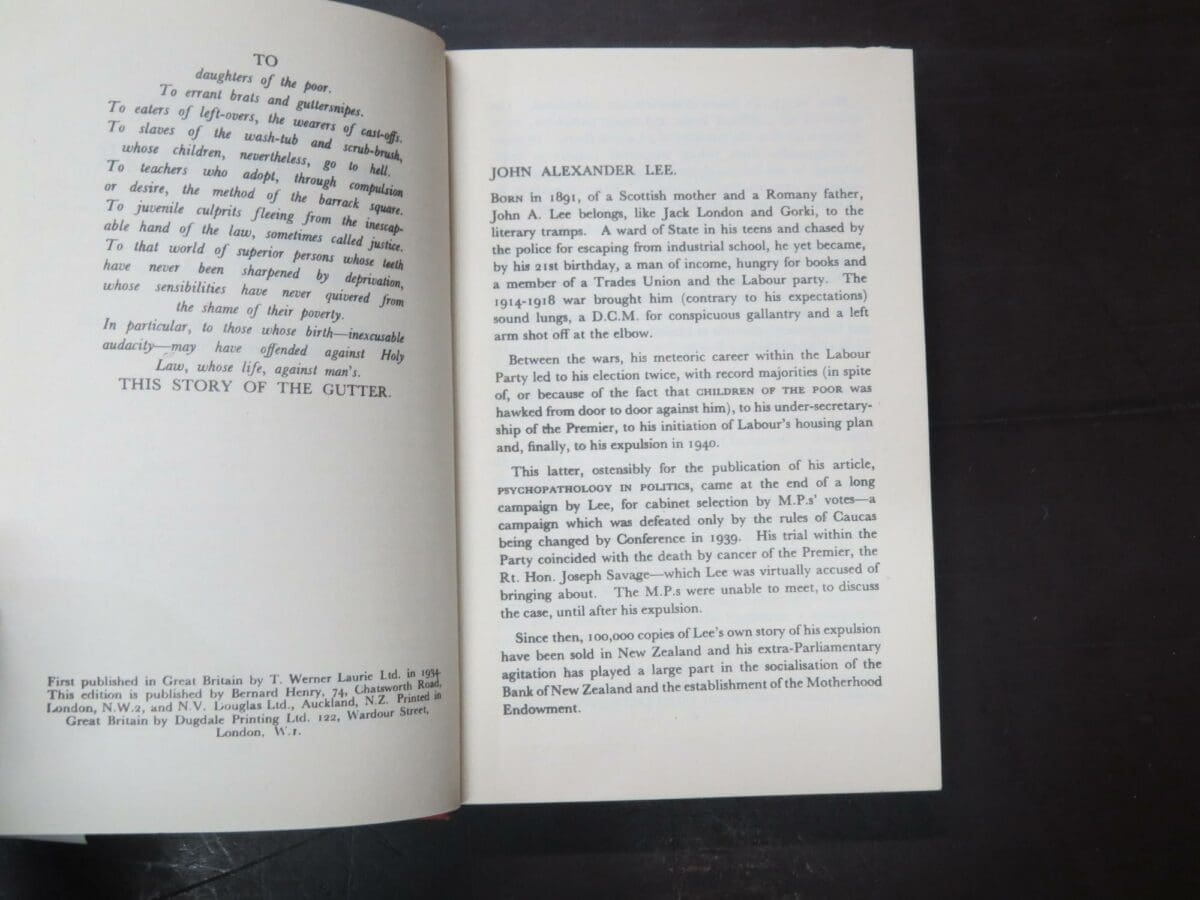 TO
daughters of the poor.
To errant brats and guttersnipes.
To eaters of left-overs, the wearers of cast-offs.
To slaves of the wash-tub and scrub-brush,
whose children, nevertheless, go to hell.
To teachers who adopt, through compulsion
or desire, the method of the barrack square.
To juvenile culprits fleeing from the inescap-
able hand of the law, sometimes called justice.
To that world of superior persons whose teeth
have never been sharpened by deprivation,
whose sensibilities have never quivered from
the shame of their poverty.
In particular, to those whose birth—inexcusable
audacity—may have offended against Holy
Law, whose life, against man's.
THIS STORY OF THE GUTTER.
First published in Great Britain by T. Werner Laurie Ltd. in 1934
This edition is published by Bernard Henry, 74, Chatsworth Road,
London, N.W.2, and N.V. Douglas Ltd., Auckland, N.Z. Printed in
Great Britain by Dugdale Printing Ltd. 122, Wardour Street,
London, W.1.
JOHN ALEXANDER LEE.
BORN in 1891, of a Scottish mother and a Romany father,
John A. Lee belongs, like Jack London and Gorki, to the
literary tramps. A ward of State in his teens and chased by
the police for escaping from industrial school, he yet became,
by his 21st birthday, a man of income, hungry for books and
a member of a Trades Union and the Labour party. The
1914-1918 war brought him (contrary to his expectations)
sound lungs, a D.C.M. for conspicuous gallantry and a left
arm shot off at the elbow.
Between the wars, his meteoric career within the Labour
Party led to his election twice, with record majorities (in spite
of, or because of the fact that CHILDREN OF THE POOR was
hawked from door to door against him), to his under-secretary-
ship of the Premier, to his initiation of Labour's housing plan
and, finally, to his expulsion in 1940.
This latter, ostensibly for the publication of his article,
PSYCHOPATHOLOGY IN POLITICS, came at the end of a long
campaign by Lee, for cabinet selection by M.P.s' votes—a
campaign which was defeated only by the rules of Caucas
being changed by Conference in 1939. His trial within the
Party coincided with the death by cancer of the Premier, the
Rt. Hon. Joseph Savage—which Lee was virtually accused of
bringing about. The M.P.s were unable to meet, to discuss
the case, until after his expulsion.
Since then, 100,000 copies of Lee's own story of his expulsion
have been sold in New Zealand and his extra-Parliamentary
agitation has played a large part in the socialisation of the
Bank of New Zealand and the establishment of the Motherhood
Endowment.